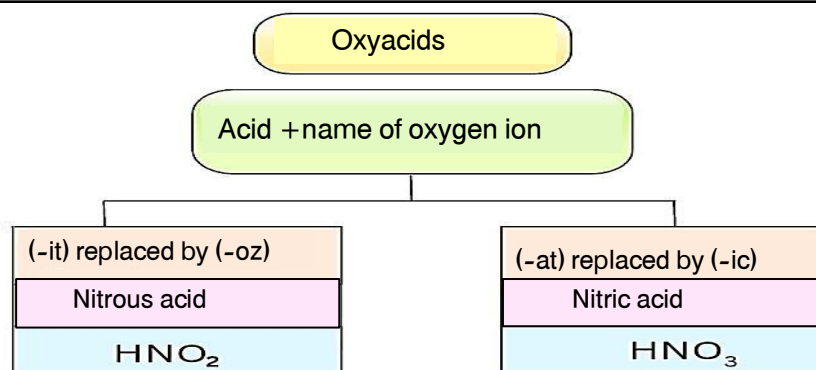 Oxyacids
Acid +name of oxygen ion
(-it) replaced by (-oz)
Nitrous acid
HNO₂
(-at) replaced by (-ic)
Nitric acid
HNO₃